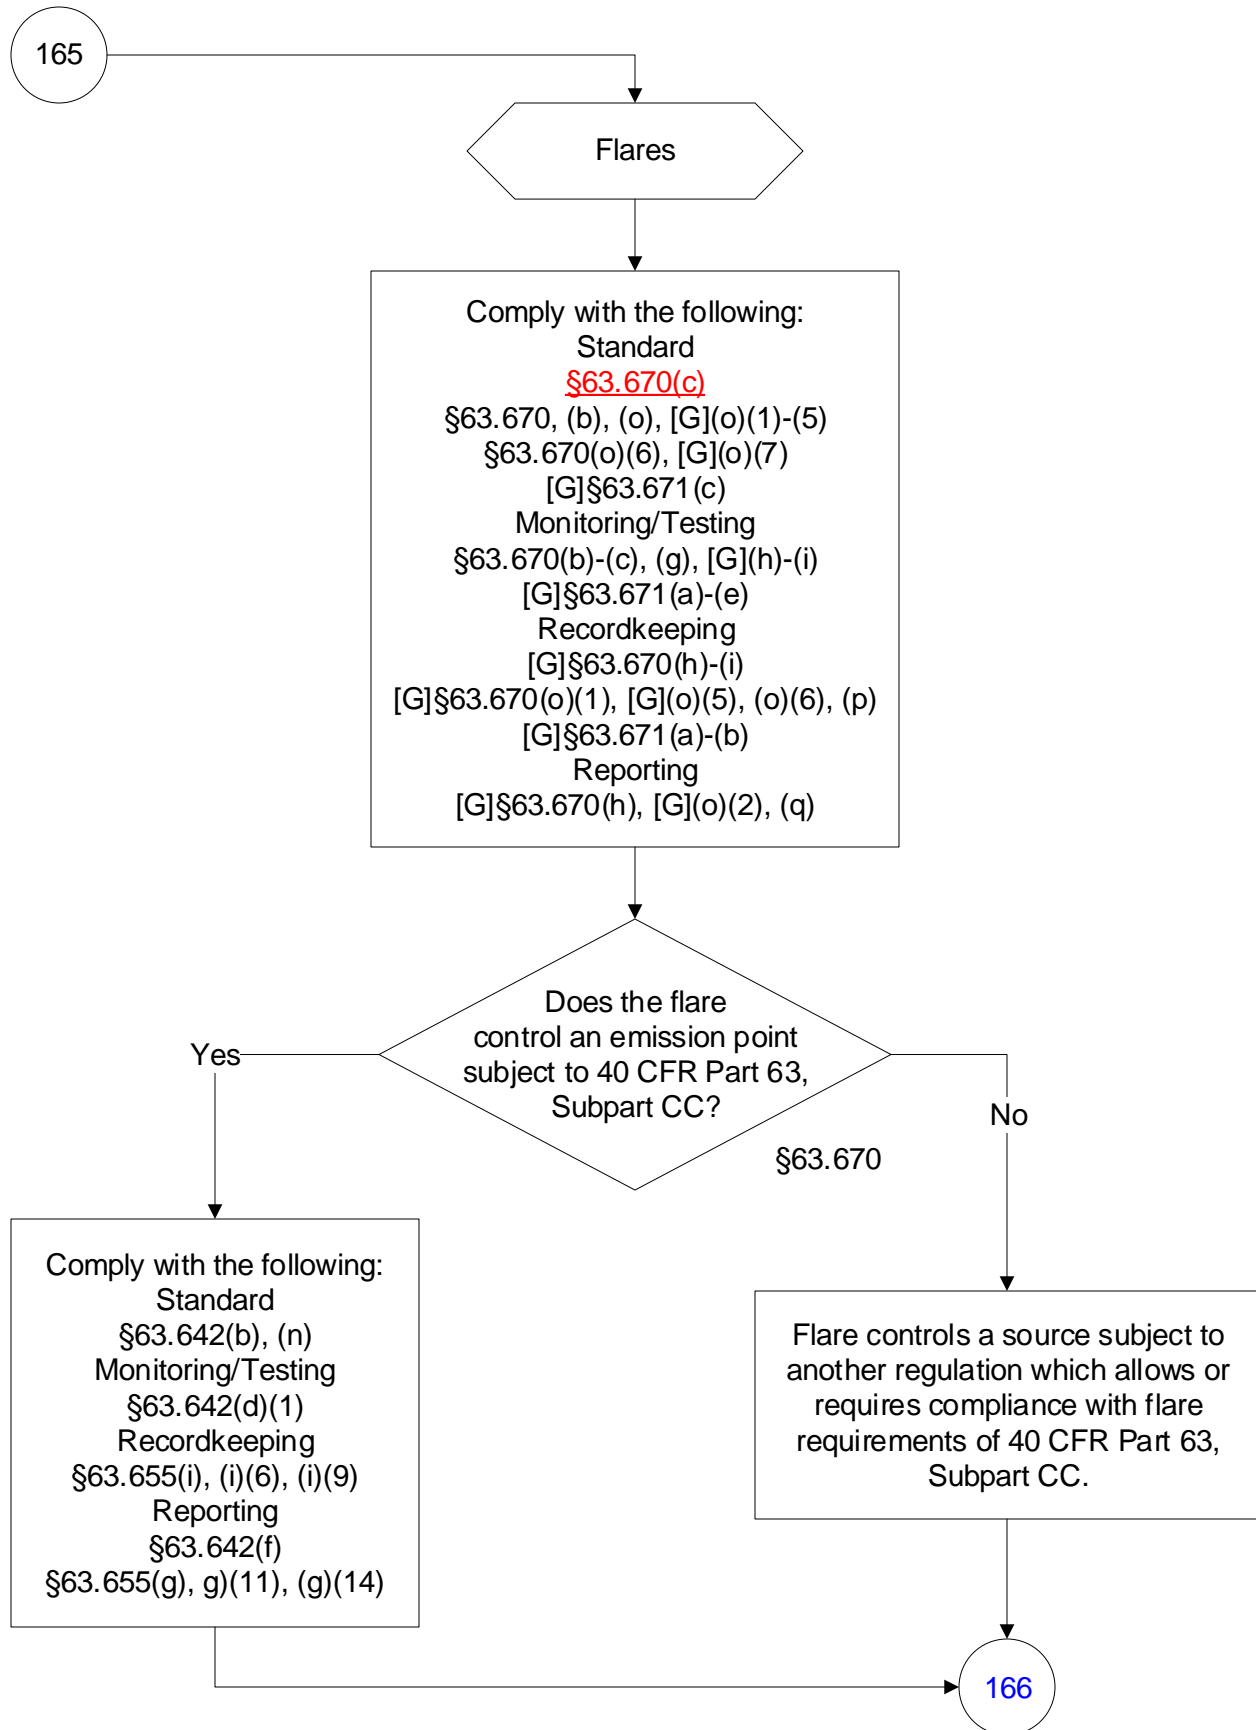 165
Flares
Comply with the following:
Standard
§63.670(c)
§63.670, (b), (o), [G](o)(1)-(5)
§63.670(o)(6), [G](o)(7)
[G]§63.671(c)
Monitoring/Testing
§63.670(b)-(c), (g), [G](h)-(i)
[G]§63.671(a)-(e)
Recordkeeping
[G]§63.670(h)-(i)
[G]§63.670(o)(1), [G](o)(5), (o)(6), (p)
[G]§63.671(a)-(b)
Reporting
[G]§63.670(h), [G](o)(2), (q)
Does the flare
control an emission point
subject to 40 CFR Part 63,
Subpart CC?
Yes
No
§63.670
Comply with the following:
Standard
§63.642(b), (n)
Monitoring/Testing
§63.642(d)(1)
Recordkeeping
§63.655(i), (i)(6), (i)(9)
Reporting
§63.642(f)
§63.655(g), g)(11), (g)(14)
Flare controls a source subject to
another regulation which allows or
requires compliance with flare
requirements of 40 CFR Part 63,
Subpart CC.
166